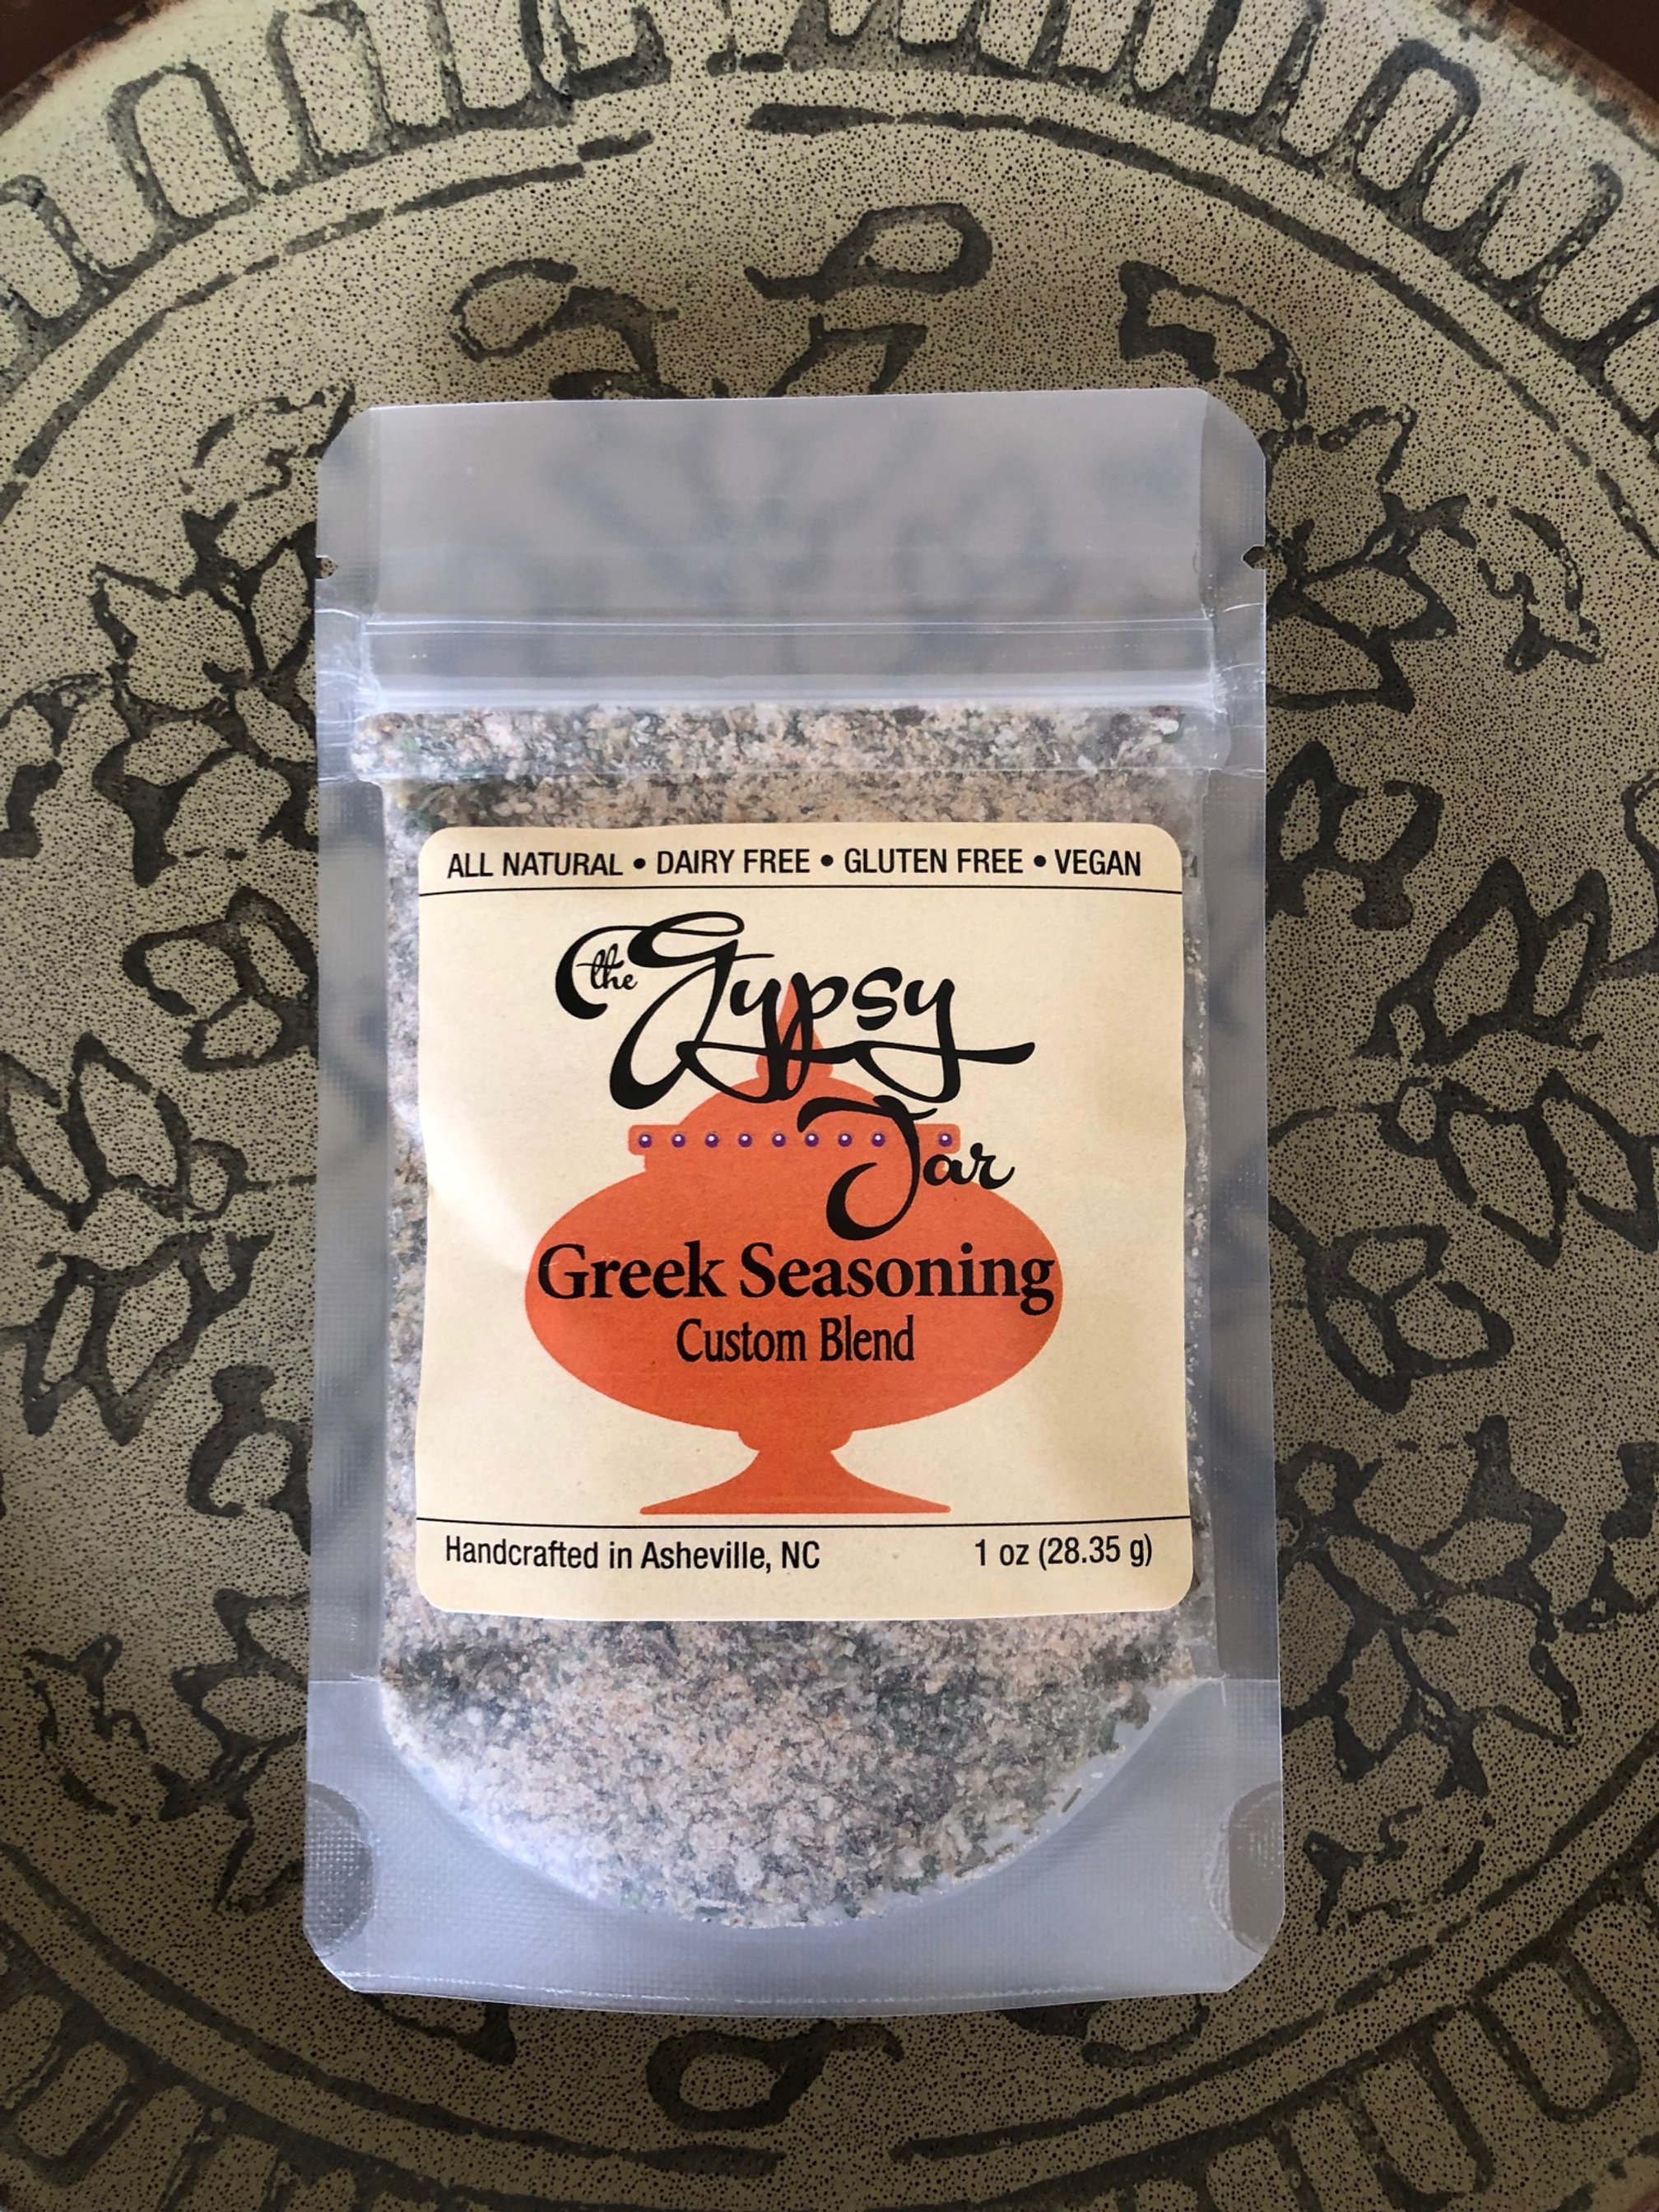 ALL NATURAL • DAIRY FREE • GLUTEN FREE • VEGAN
the Gypsy
Jar
Greek Seasoning
Custom Blend
Handcrafted in Asheville, NC 1 oz (28.35 g)